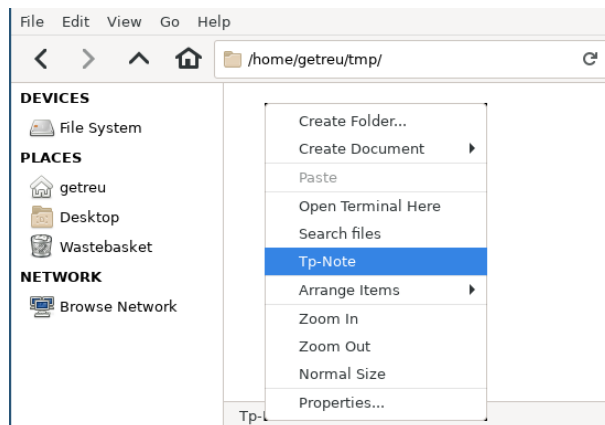 File Edit View Go Help
/home/getreu/tmp/
DEVICES
File System
PLACES
getreu
Desktop
Wastebasket
NETWORK
Browse Network
Create Folder...
Create Document
Paste
Open Terminal Here
Search files
Tp-Note
Arrange Items
Zoom In
Zoom Out
Normal Size
Properties...